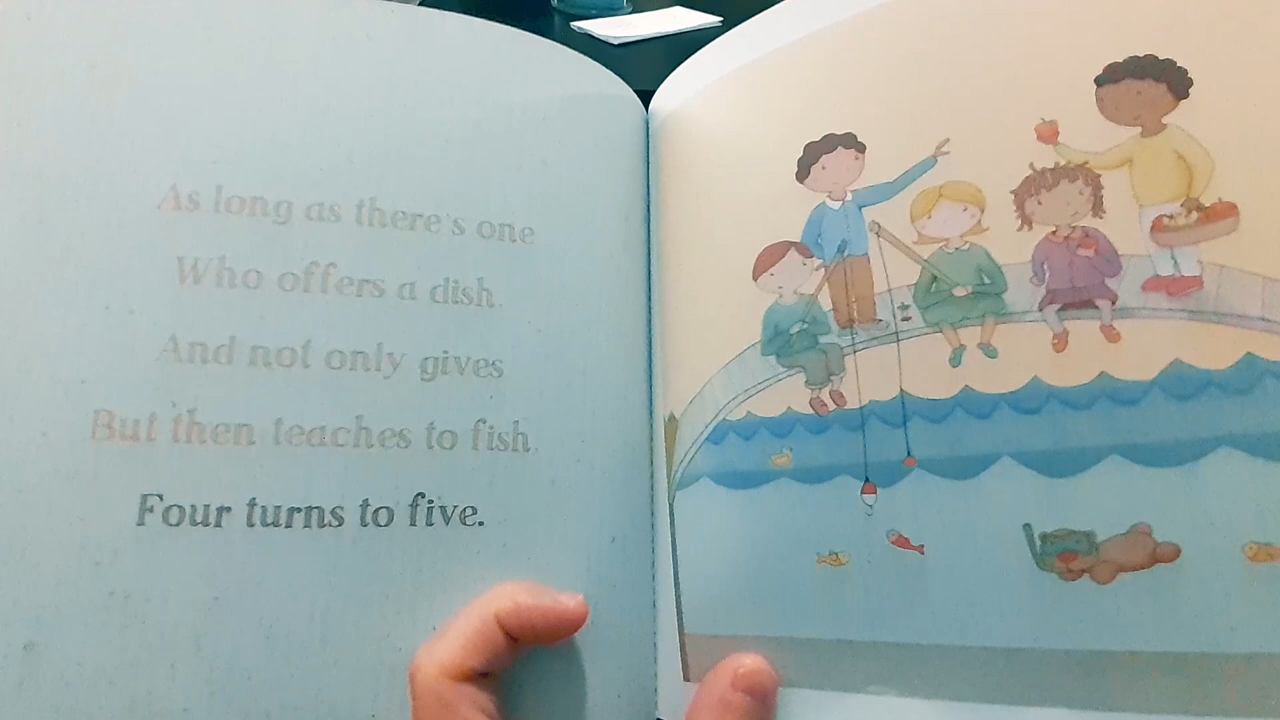 As long as there's one
Who offers a dish.
And not only gives
But then teaches to fish.
Four turns to five.